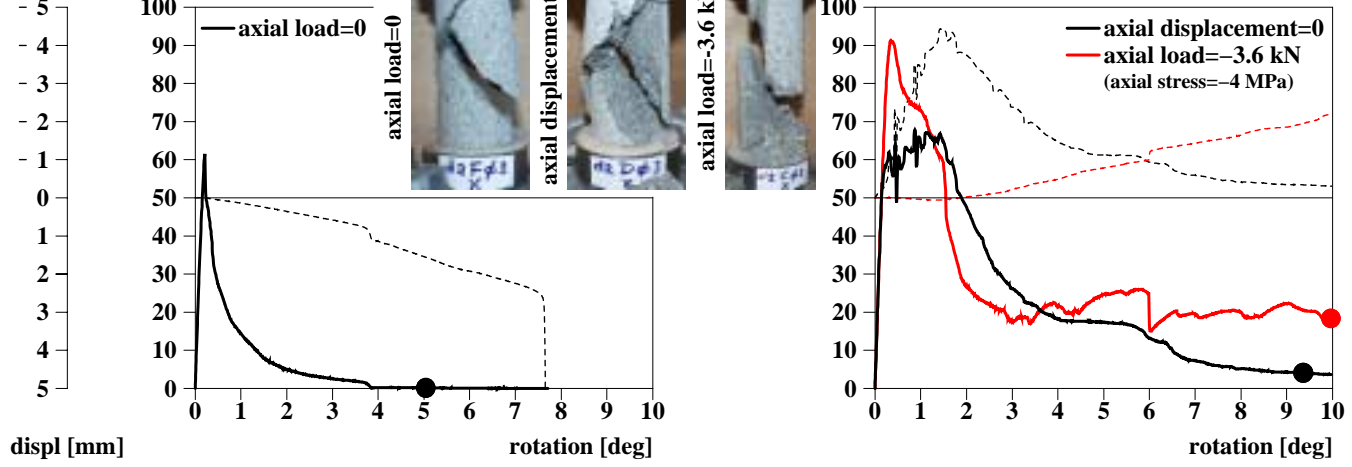 - 5
- 4
- 3
- 2
- 1
0
1
2
3
4
5
displ [mm]
100
90
80
70
60
50
40
30
20
10
0
axial load=0
0 1 2 3 4 5 6 7 8 9 10
rotation [deg]
axial load=0
axial displacement
axial load=-3.6 k
100
90
80
70
60
50
40
30
20
10
0
axial displacement=0
axial load=−3.6 kN
(axial stress=−4 MPa)
0 1 2 3 4 5 6 7 8 9 10
rotation [deg]